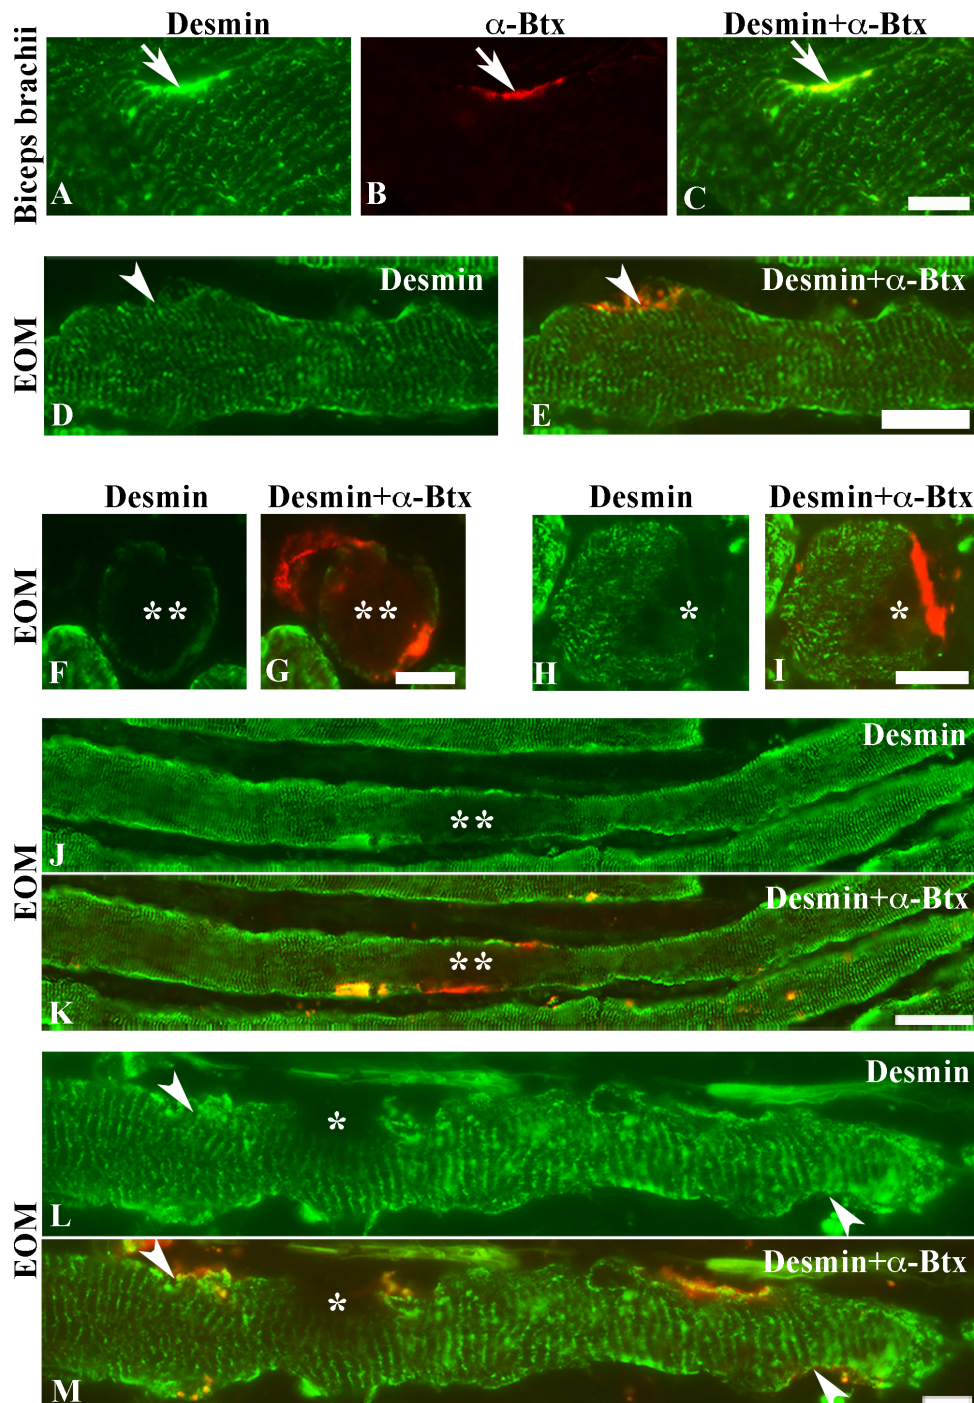 Desmin
α-Btx
Desmin+α-Btx
Biceps brachii
A
B
C
EOM
Desmin
D
Desmin+α-Btx
E
Desmin
Desmin+α-Btx
Desmin
Desmin+α-Btx
EOM
**
F
**
G
*
H
*
I
EOM
Desmin
**
J
Desmin+α-Btx
**
K
EOM
Desmin
*
L
Desmin+α-Btx
*
M